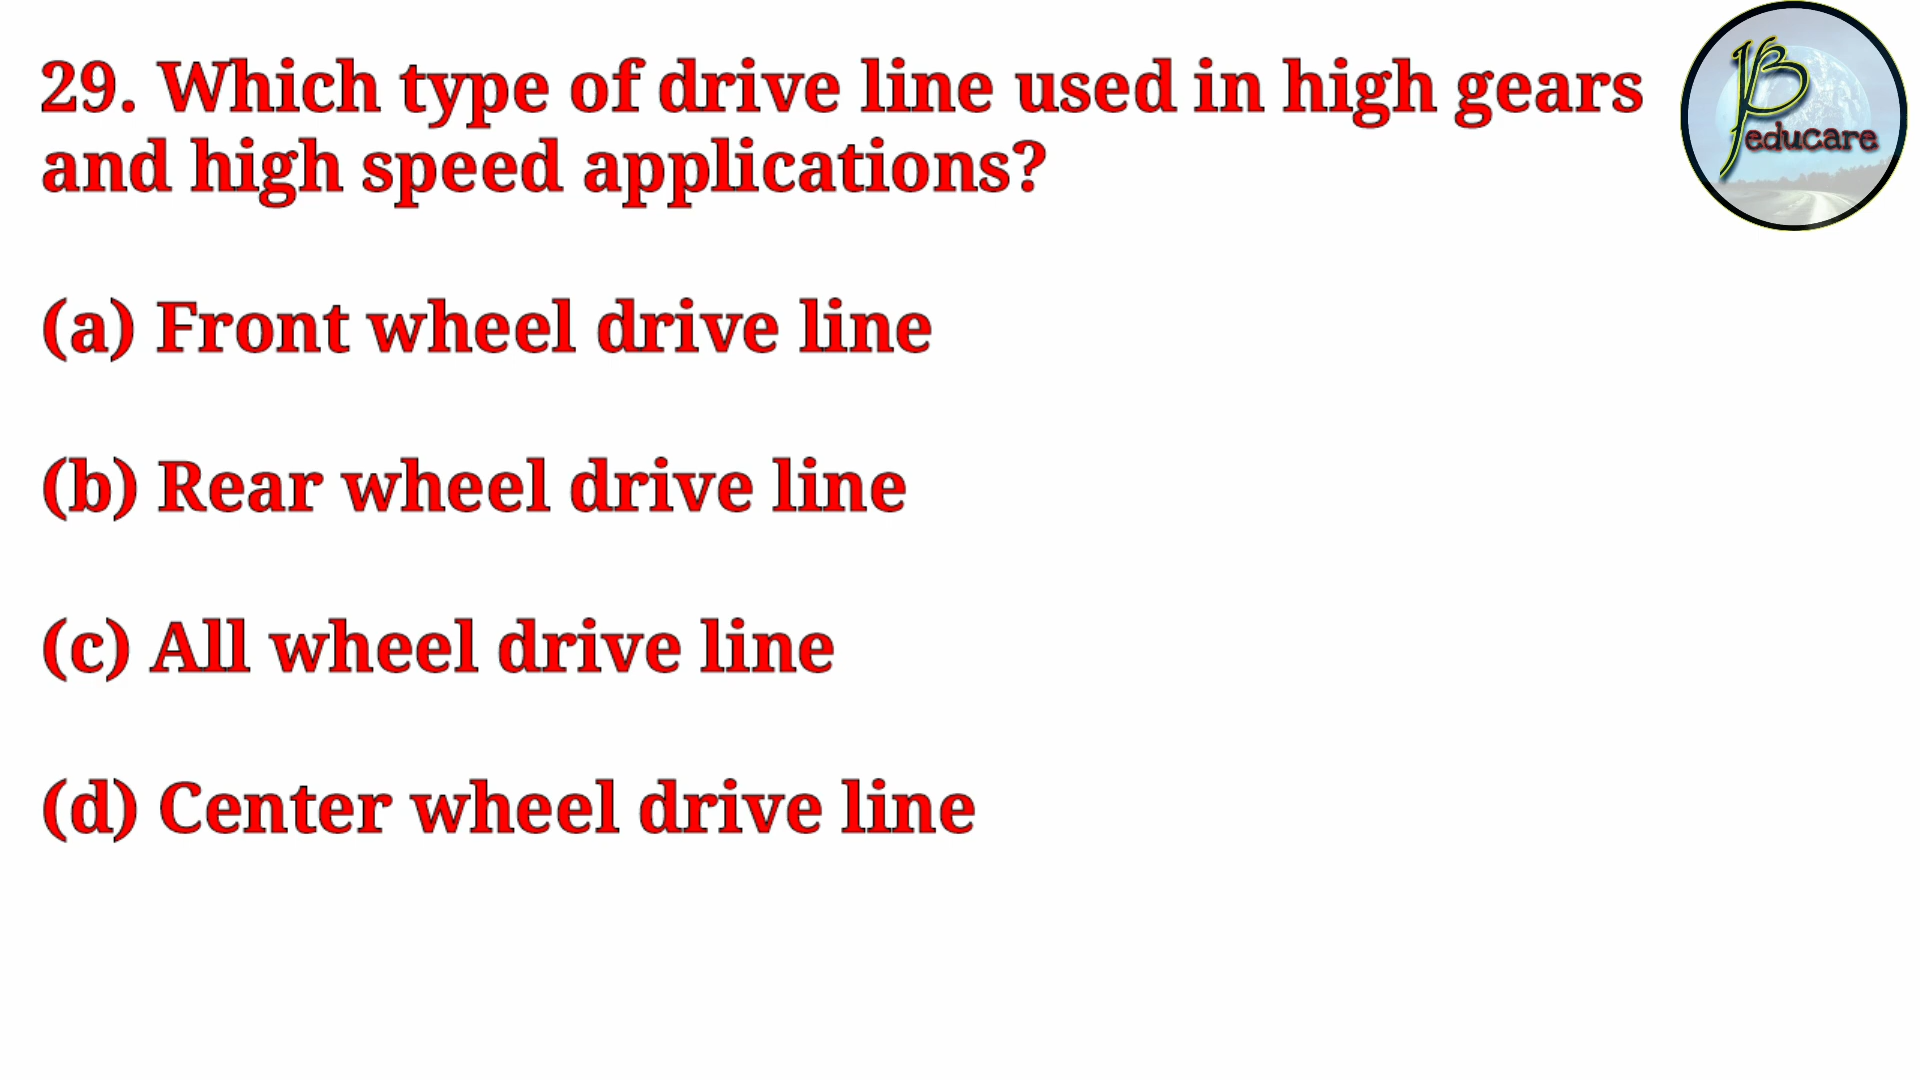 29. Which type of drive line used in high gears
and high speed applications?
(a) Front wheel drive line
(b) Rear wheel drive line
(c) All wheel drive line
(d) Center wheel drive line
educare